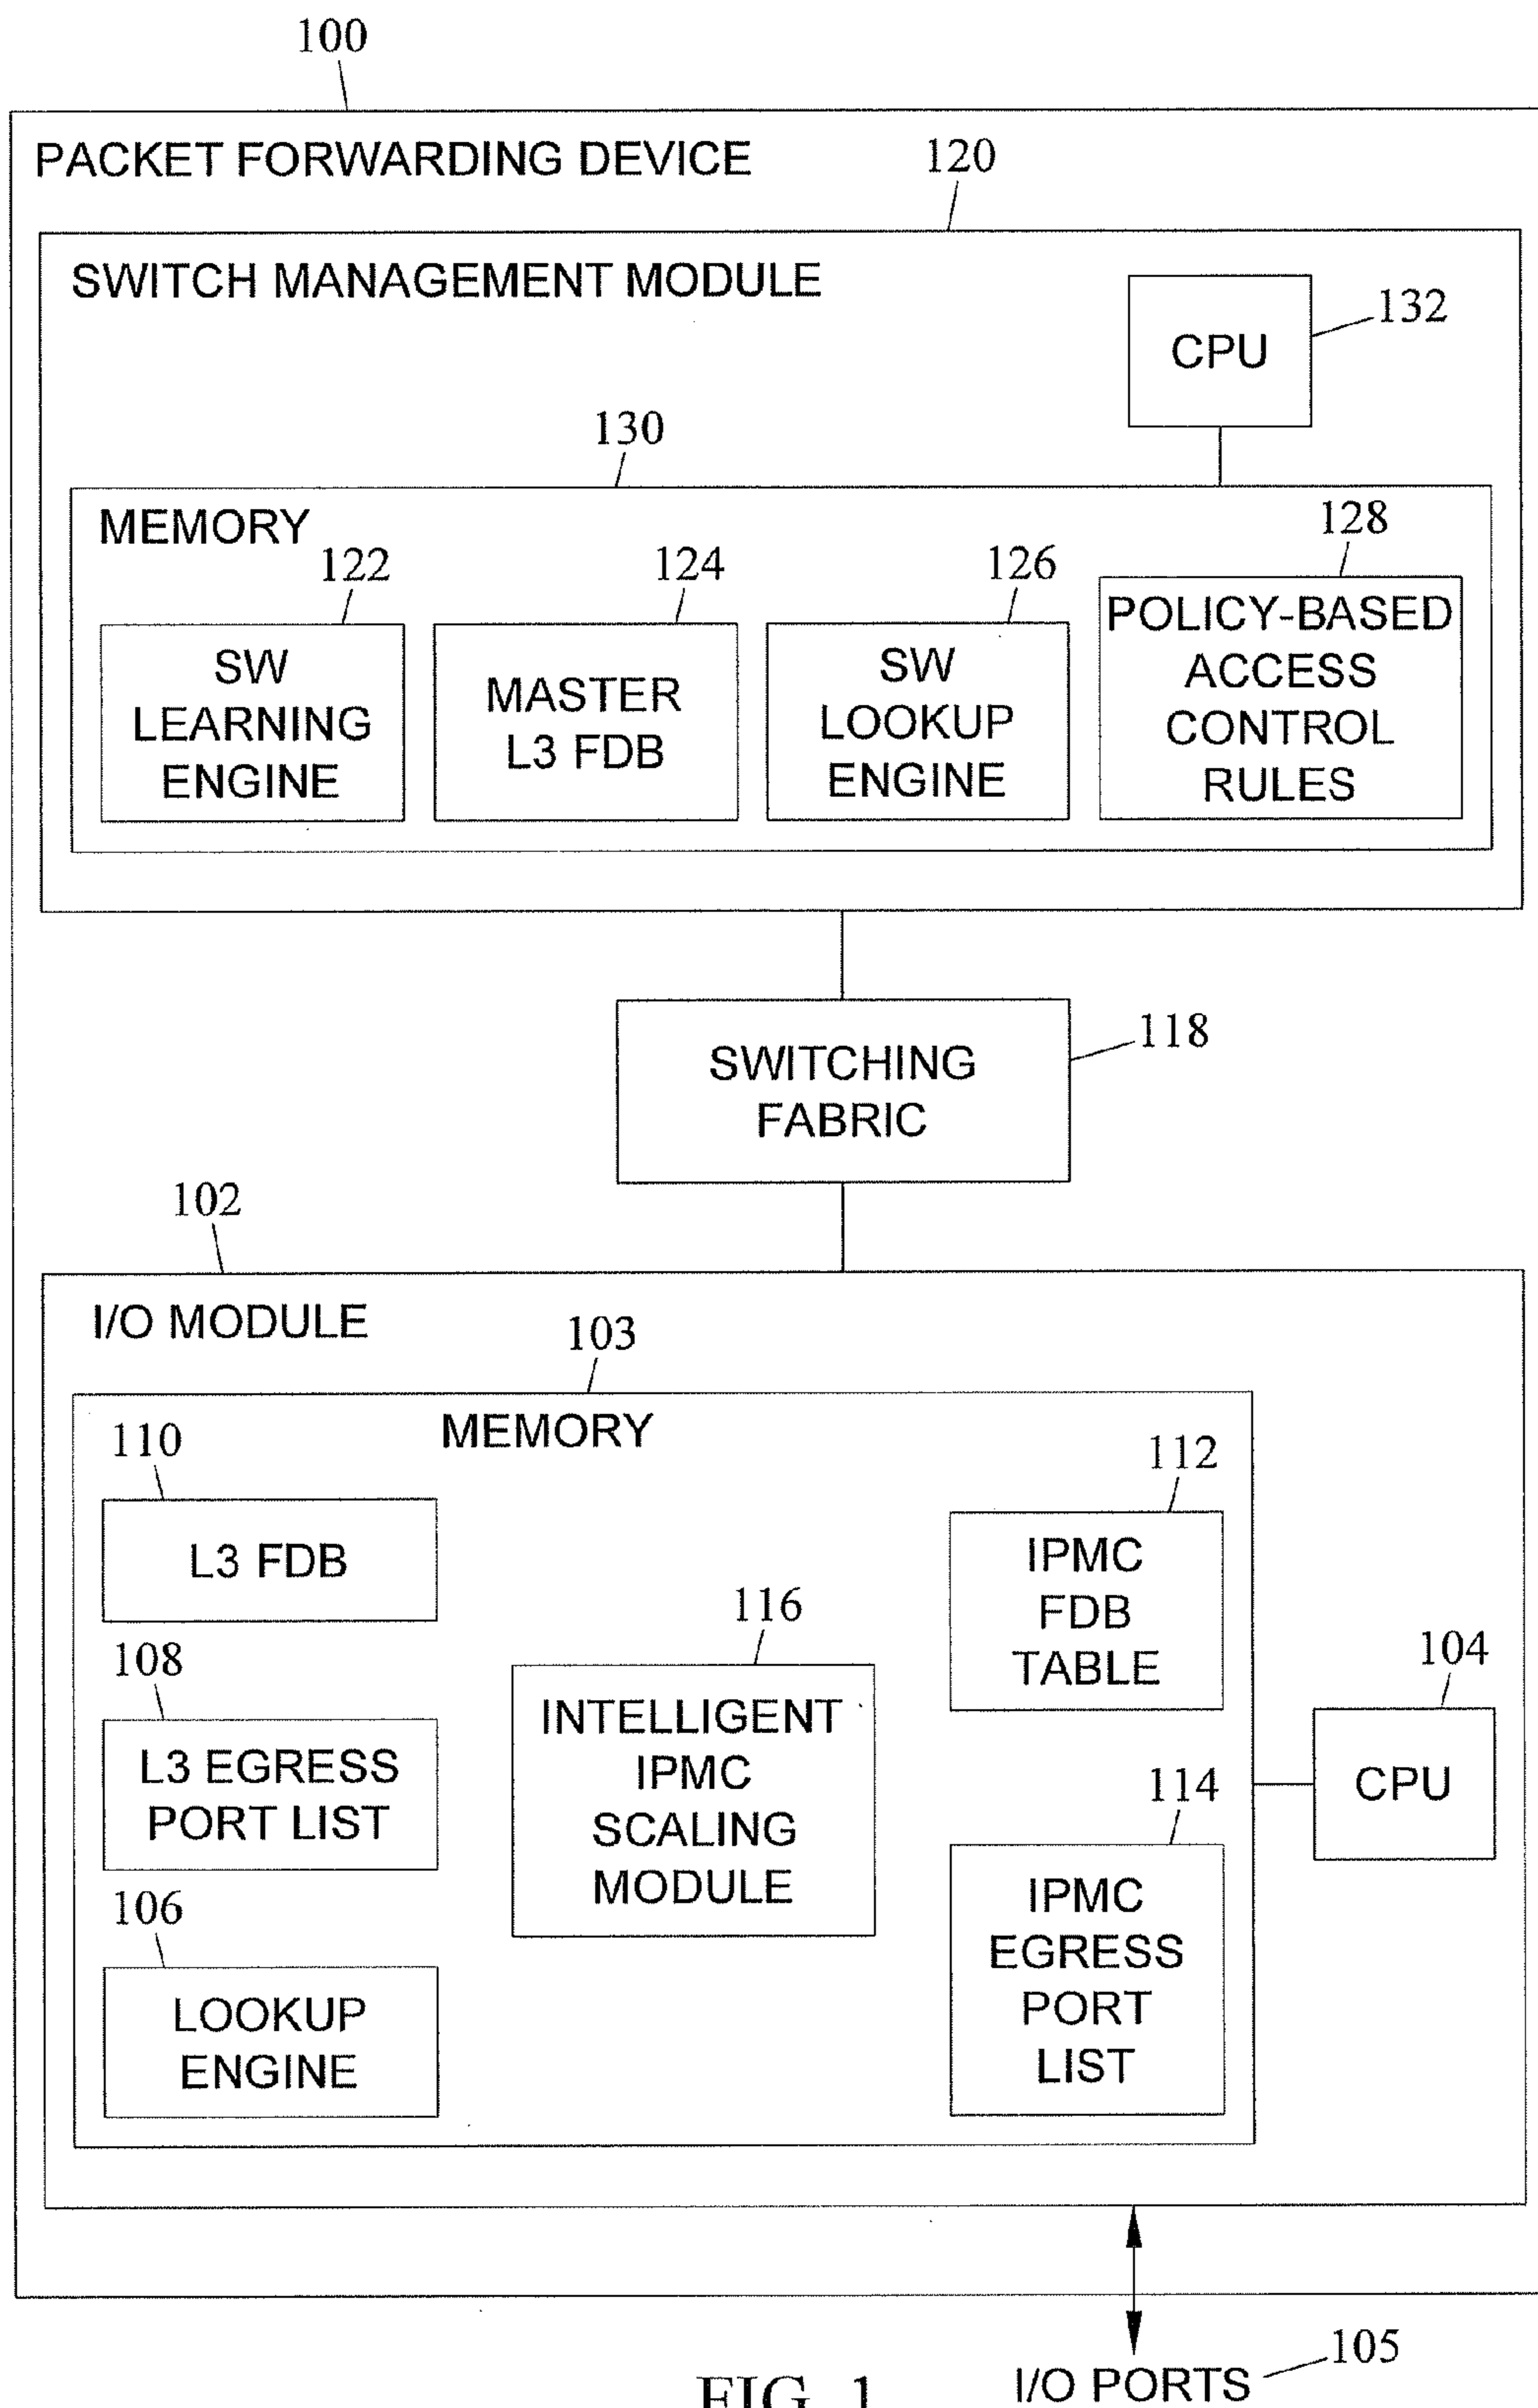 100
PACKET FORWARDING DEVICE
120
SWITCH MANAGEMENT MODULE
CPU
132
130
MEMORY
122
124
126
128
SW
LEARNING
ENGINE
MASTER
L3 FDB
SW
LOOKUP
ENGINE
POLICY-BASED
ACCESS
CONTROL
RULES
SWITCHING
FABRIC
118
102
I/O MODULE
103
MEMORY
110
L3 FDB
112
IPMC
FDB
TABLE
108
L3 EGRESS
PORT LIST
116
INTELLIGENT
IPMC
SCALING
MODULE
104
CPU
114
IPMC
EGRESS
PORT
LIST
106
LOOKUP
ENGINE
I/O PORTS
105
FIG. 1